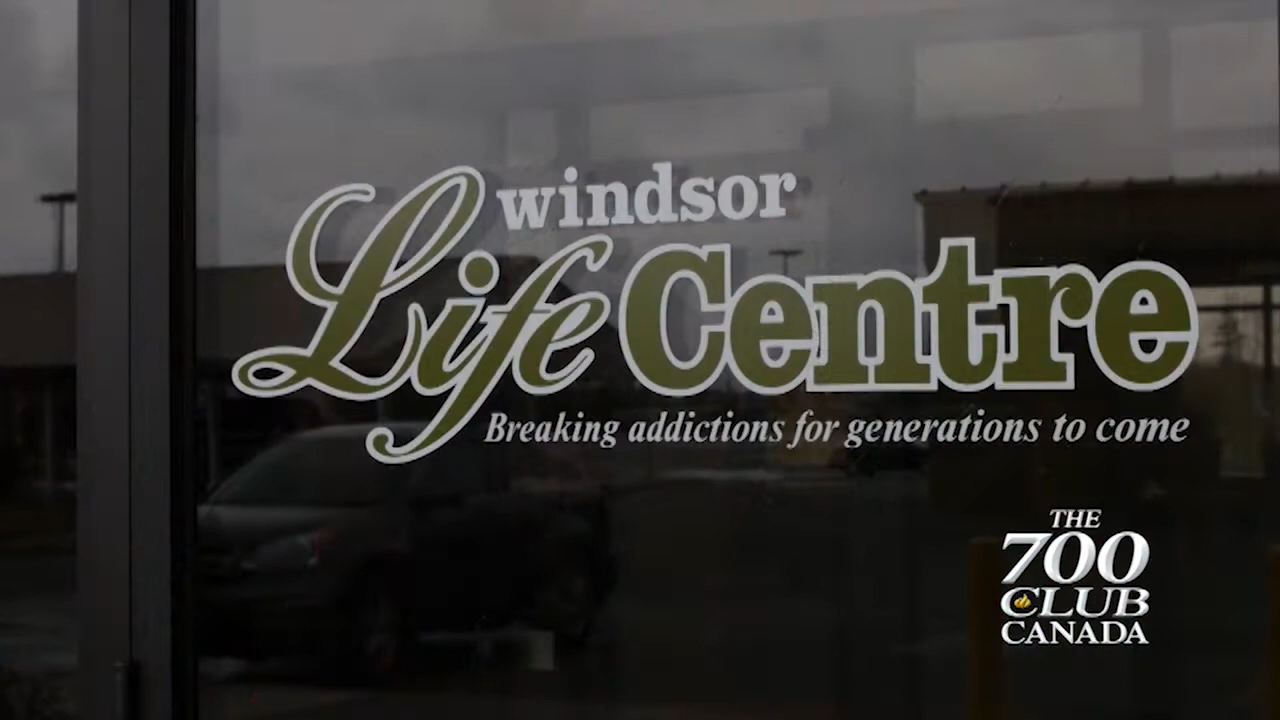 windsor
Life Centre
Breaking addictions for generations to come
THE
700
CLUB
CANADA